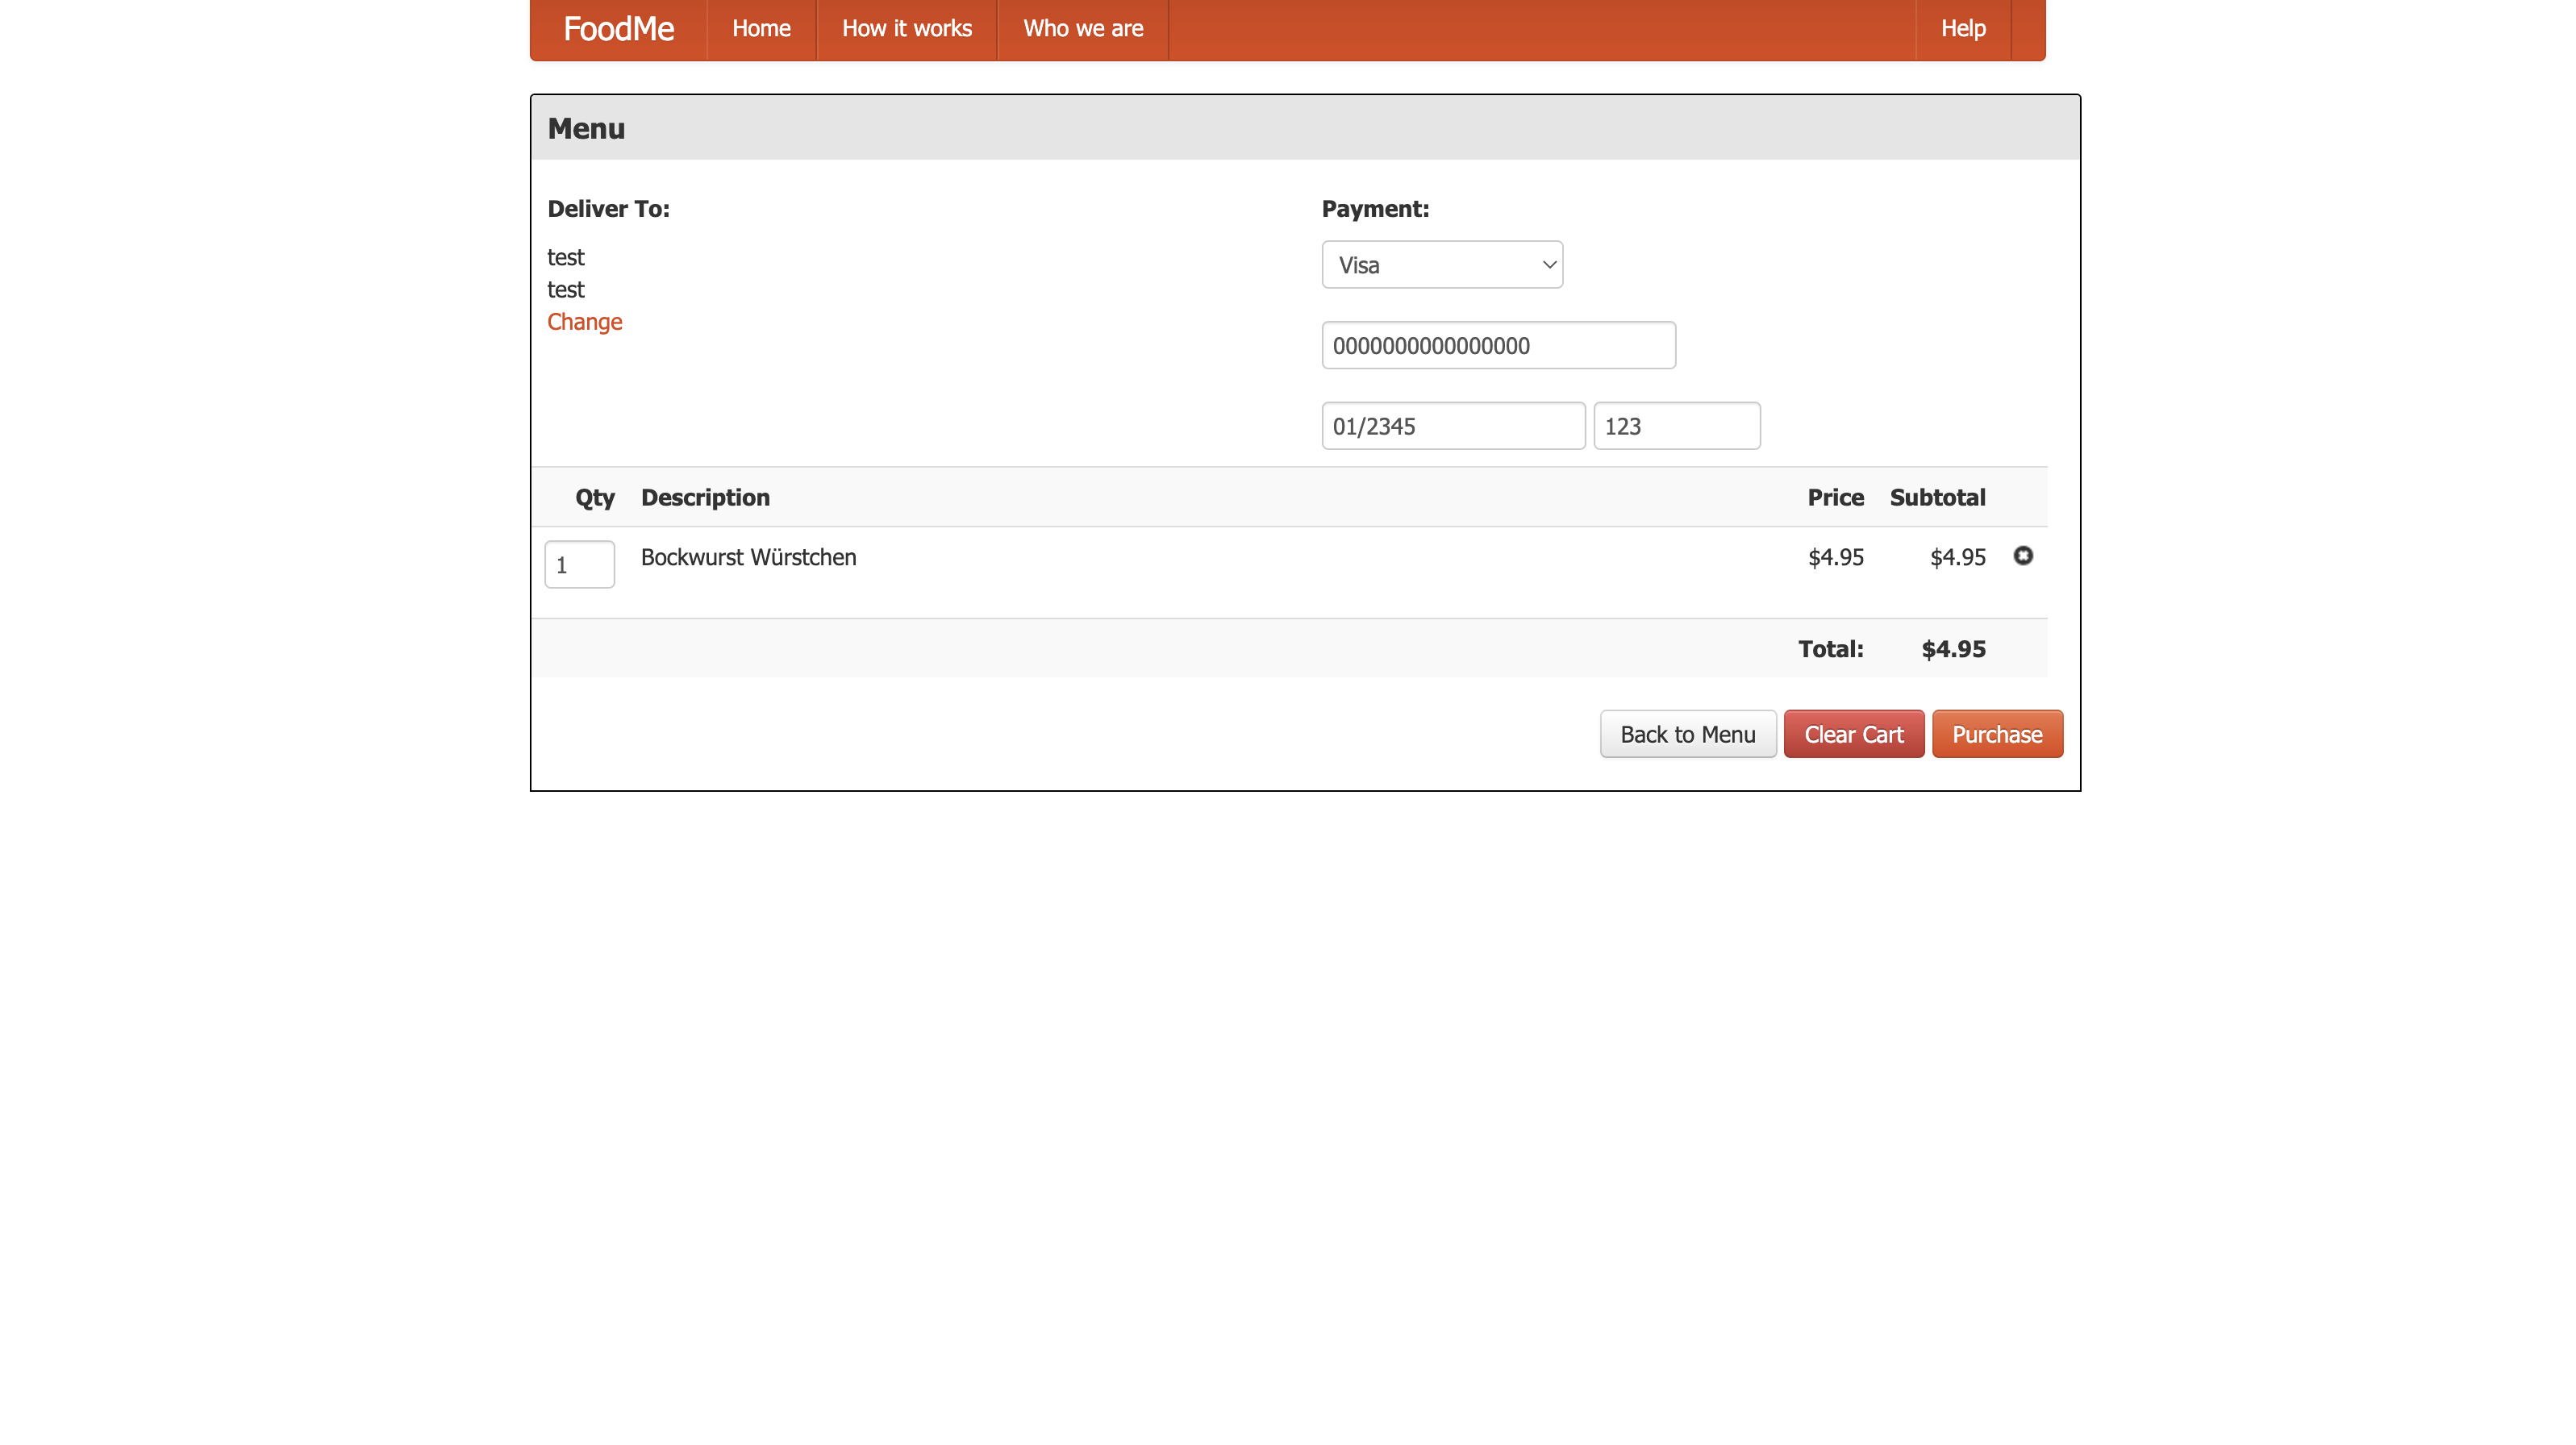 FoodMe Home How it works Who we are Help
Menu
Deliver To:
test
test
Change
Payment:
Visa
0000000000000000
01/2345 123
Qty Description Price Subtotal
1 Bockwurst Würstchen $4.95 $4.95
Total: $4.95
Back to Menu Clear Cart Purchase